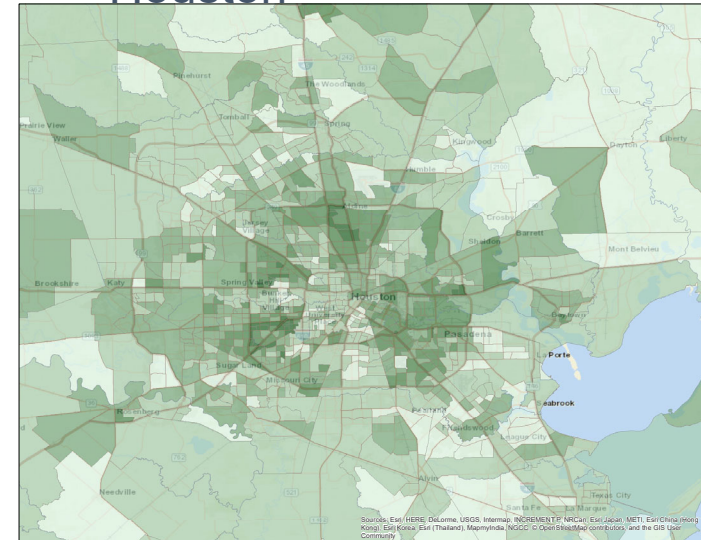 Houston
Pinehurst
The Woodlands
Tomball
Spring
Prairie View
Waller
Kingwood
Dayton
Liberty
Humble
Jersey
Village
Crosby
Sheldon
Barrett
Mont Belvieu
Brookshire
Katy
Spring Valley
Village
Houston
West
University
Baytown
Pasadena
La Porte
Sugar Land
Missouri City
Seabrook
Rosenberg
Pearland
Friendswood
League City
Alvin
Needville
Texas
City
Santa Fe
La Marque
Sources: Esri, HERE, DeLorme, USGS, Intermap, INCREMENT P, NRCan, Esri Japan, METI, Esri China (Hong
Kong), Esri Korea, Esri (Thailand), MapmyIndia, NGCC, © OpenStreetMap contributors, and the GIS User
Community